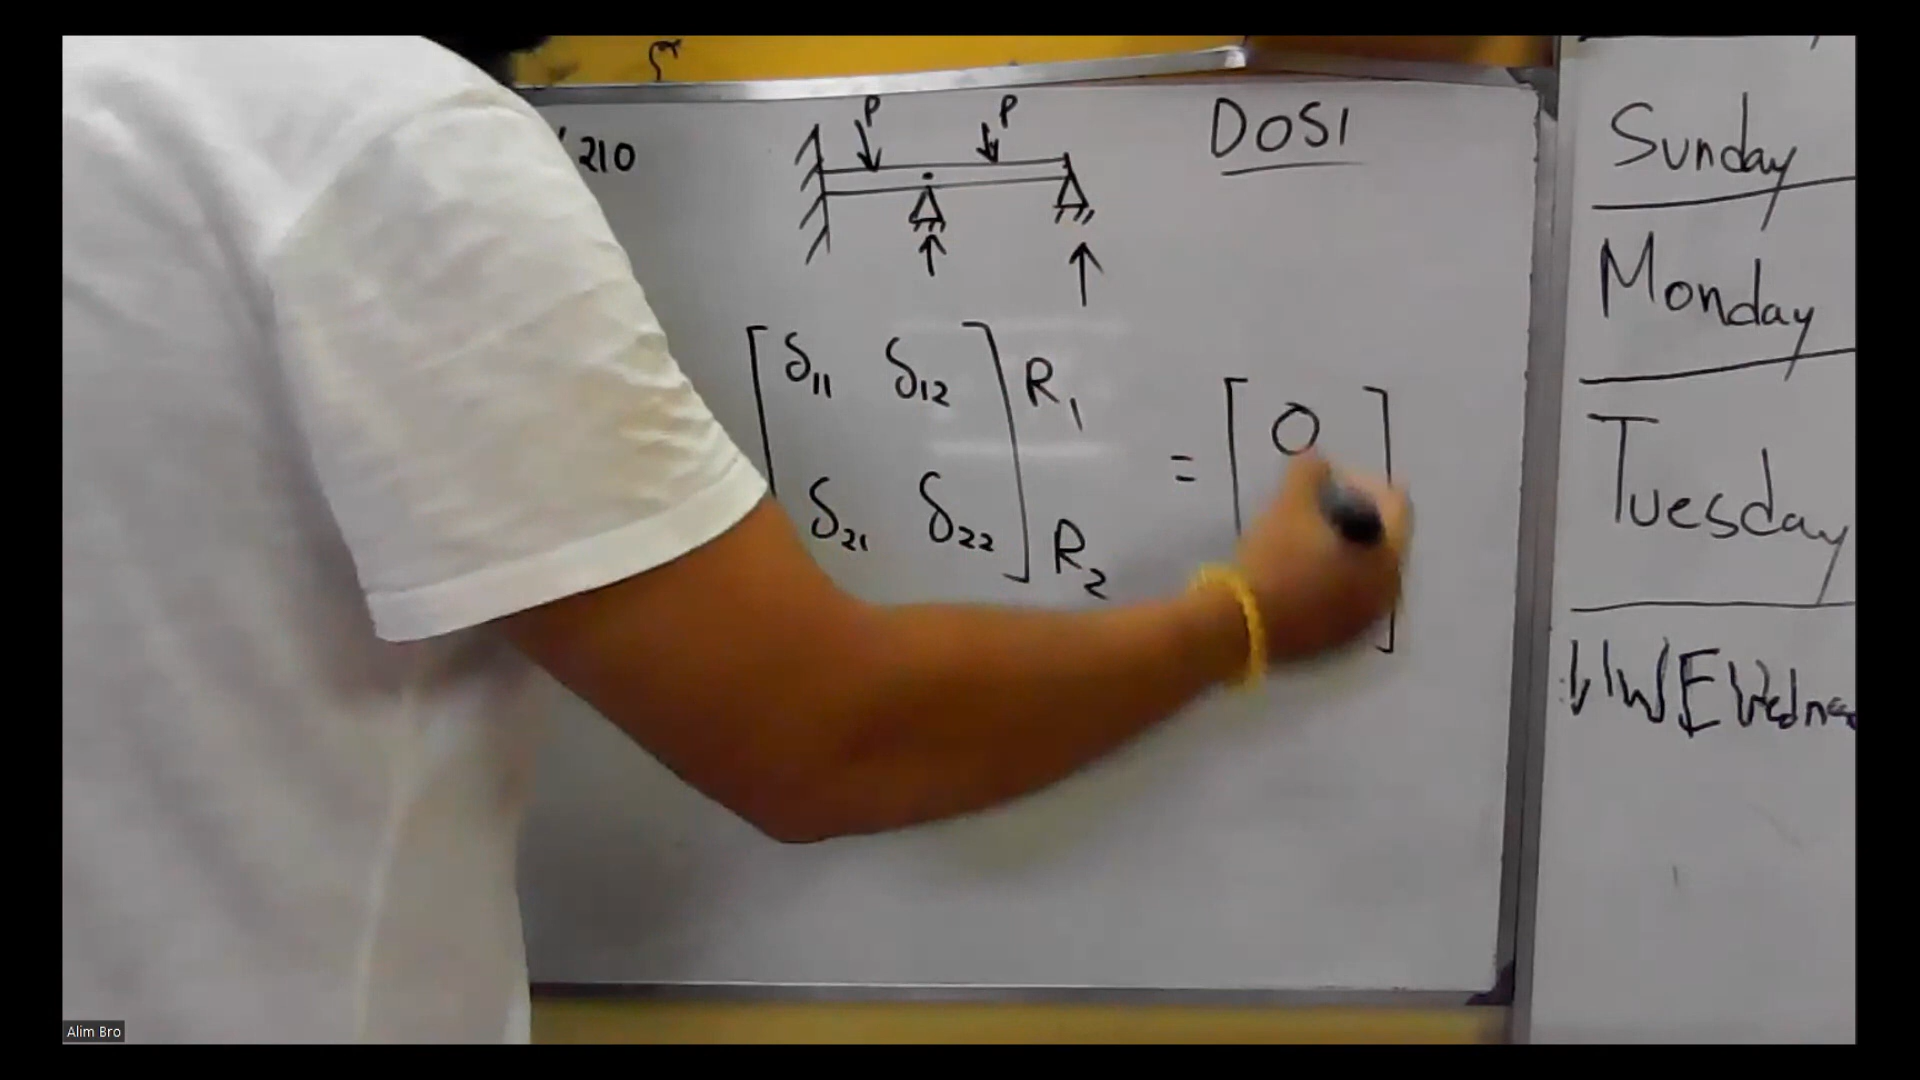 210
P P
DOSI
δ11 δ12 R1
δ21 δ22 R2
= 0
Sunday
Monday
Tuesday
Alim Bro